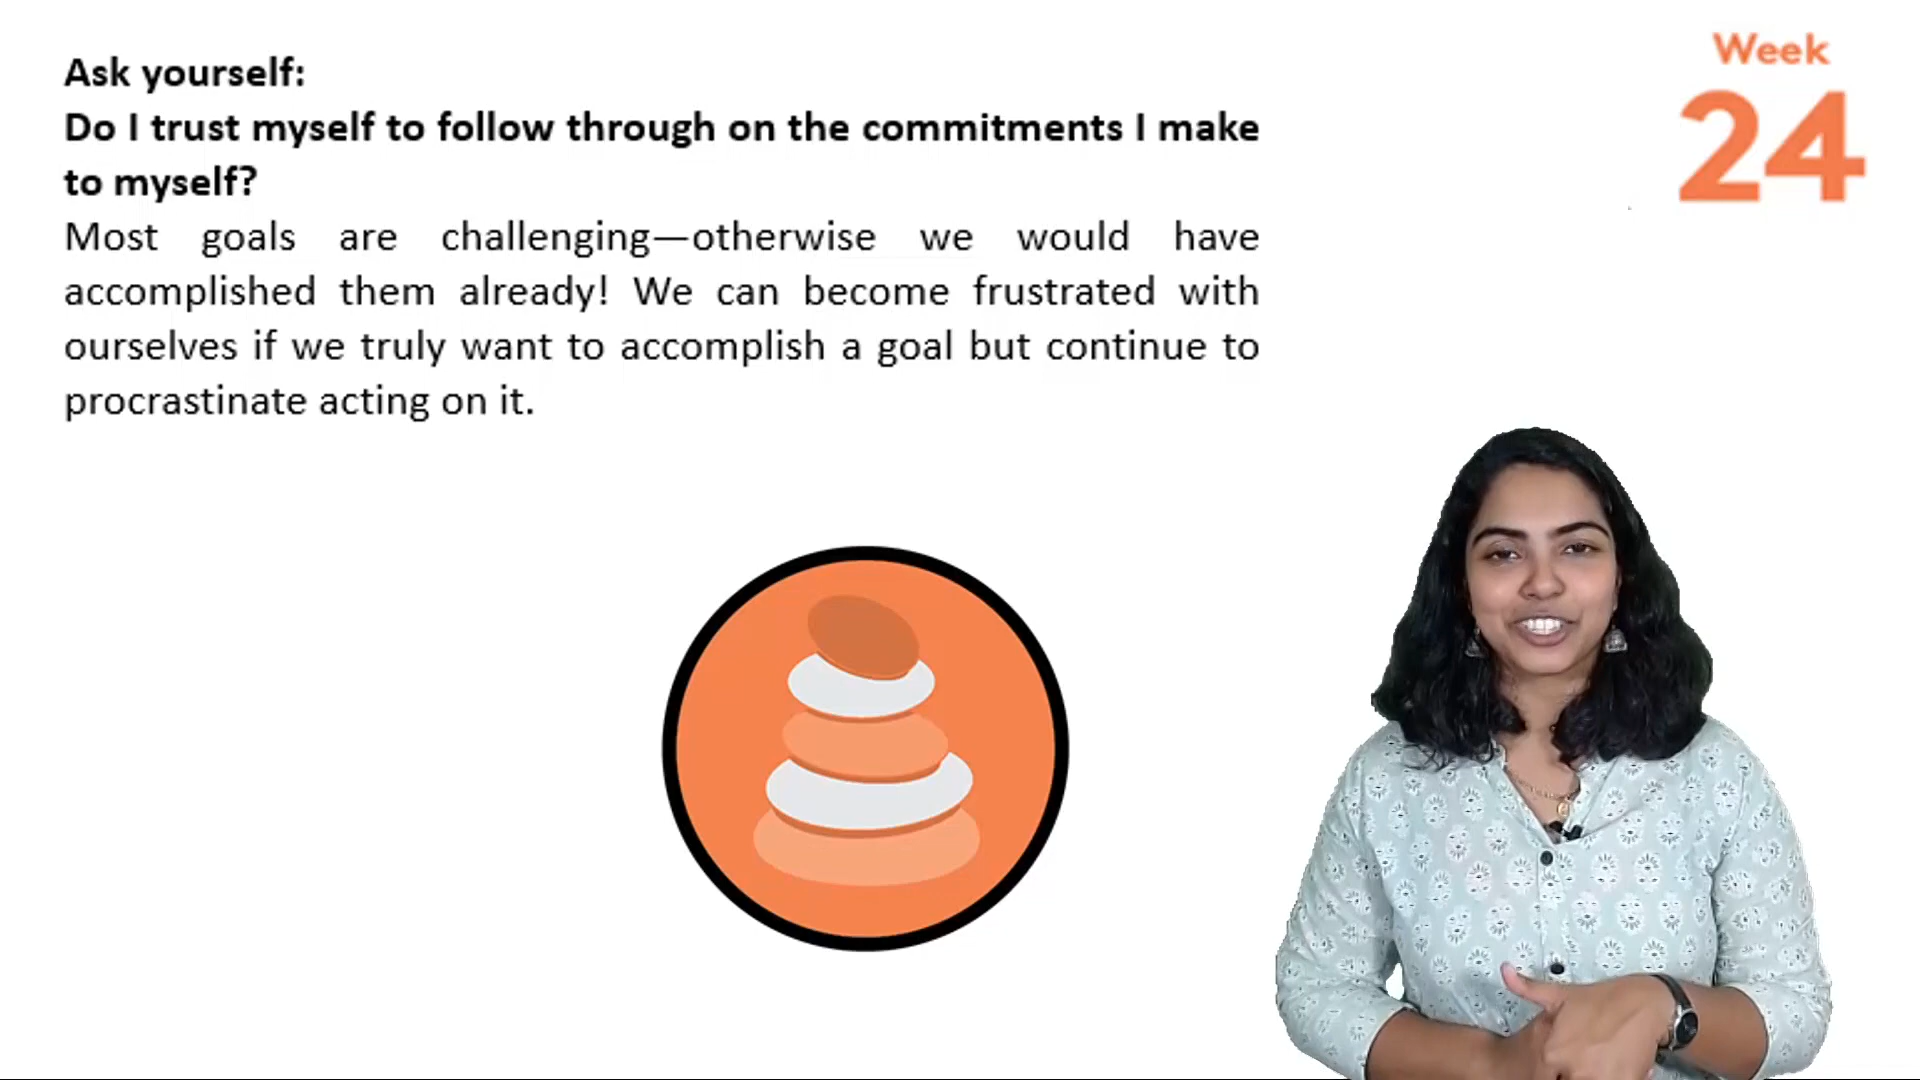 Ask yourself:
Do I trust myself to follow through on the commitments I make
to myself?
Most goals are challenging—otherwise we would have
accomplished them already! We can become frustrated with
ourselves if we truly want to accomplish a goal but continue to
procrastinate acting on it.
Week
24